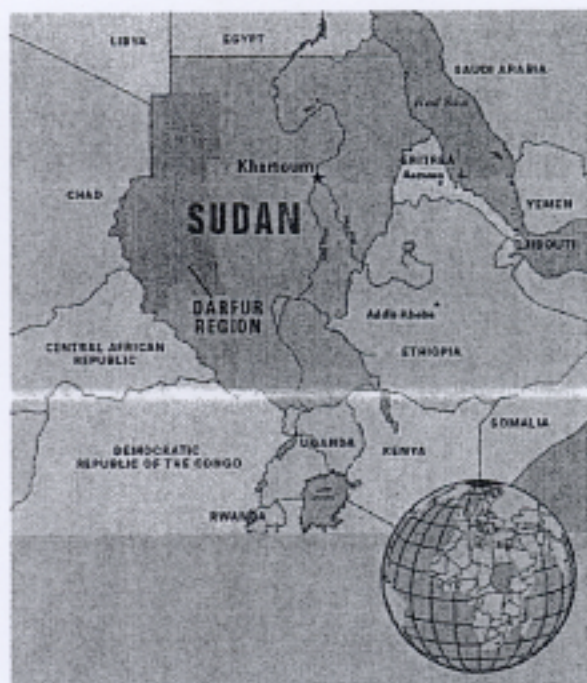 LIBYA
EGYPT
SAUDI ARABIA
Red Sea
Khartoum
ERITREA
Asmara
CHAD
YEMEN
SUDAN
DJIBOUTI
DARFUR
REGION
Addis Ababa
CENTRAL AFRICAN
REPUBLIC
ETHIOPIA
SOMALIA
DEMOCRATIC
REPUBLIC OF THE CONGO
UGANDA
KENYA
RWANDA